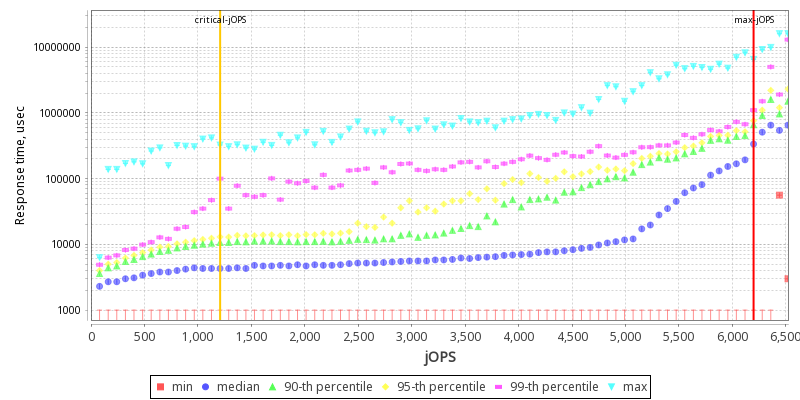 critical-jOPS max-jOPS
10000000
1000000
100000
10000
1000
Response time, usec
0 500 1,000 1,500 2,000 2,500 3,000 3,500 4,000 4,500 5,000 5,500 6,000 6,500
jOPS
min median 90-th percentile 95-th percentile 99-th percentile max